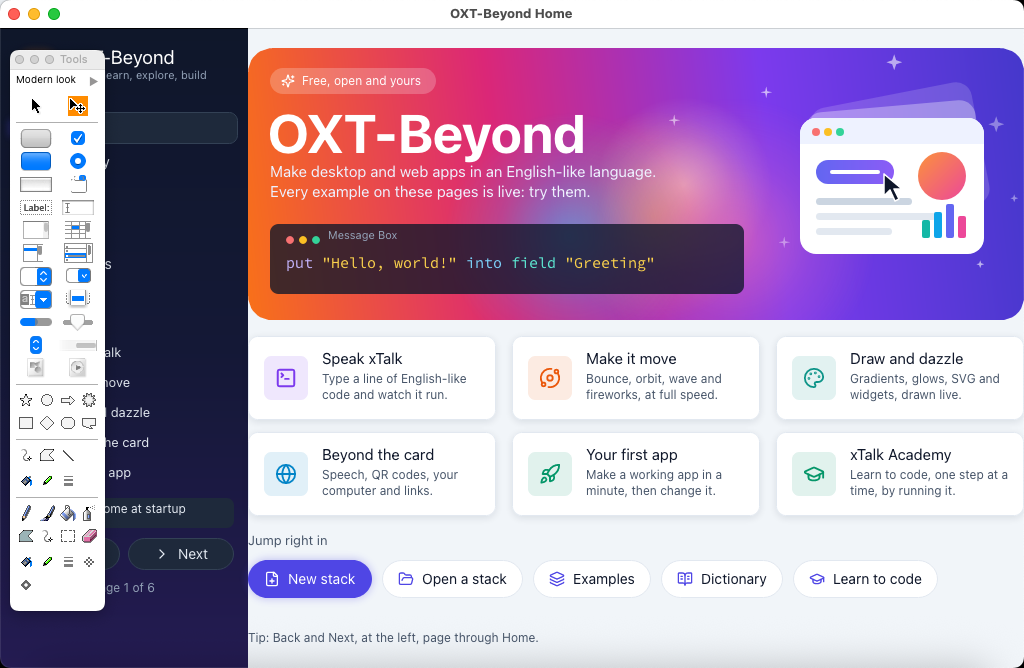 OXT-Beyond Home
Tools
Modern look
Label:
-Beyond
earn, explore, build
ome at startup
Next
ge 1 of 6
Free, open and yours
OXT-Beyond
Make desktop and web apps in an English-like language.
Every example on these pages is live: try them.
Message Box
put "Hello, world!" into field "Greeting"
Speak xTalk
Type a line of English-like
code and watch it run.
Make it move
Bounce, orbit, wave and
fireworks, at full speed.
Draw and dazzle
Gradients, glows, SVG and
widgets, drawn live.
Beyond the card
Speech, QR codes, your
computer and links.
Your first app
Make a working app in a
minute, then change it.
xTalk Academy
Learn to code, one step at a
time, by running it.
Jump right in
New stack
Open a stack
Examples
Dictionary
Learn to code
Tip: Back and Next, at the left, page through Home.